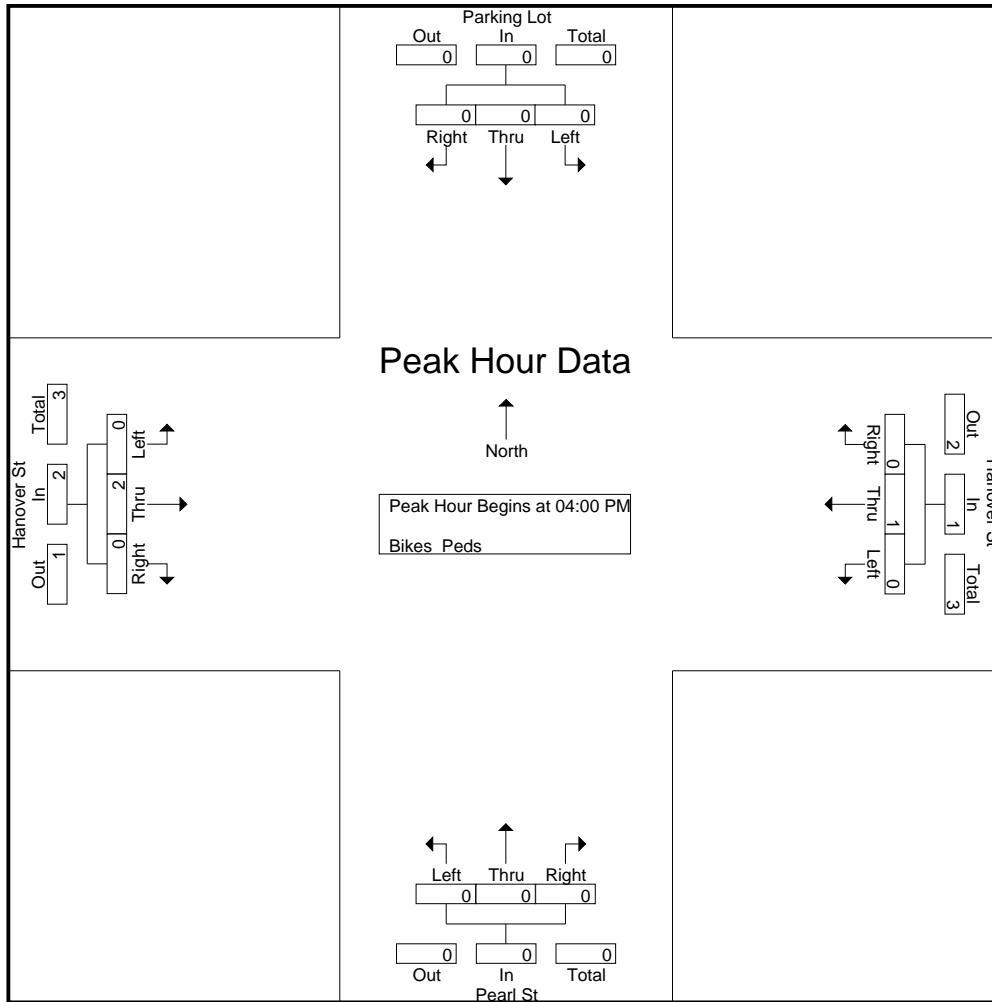 Parking Lot
Out In Total
0 0 0
0 0 0
Right Thru Left
Peak Hour Data
North
Peak Hour Begins at 04:00 PM
Bikes Peds
Hanover St
Total In Out
3 2 1
0 2 0
Left Thru Right
Right Thru Left
0 1 0
2 1 3
Out In Total
Hanover St
Left Thru Right
0 0 0
0 0 0
Out In Total
Pearl St